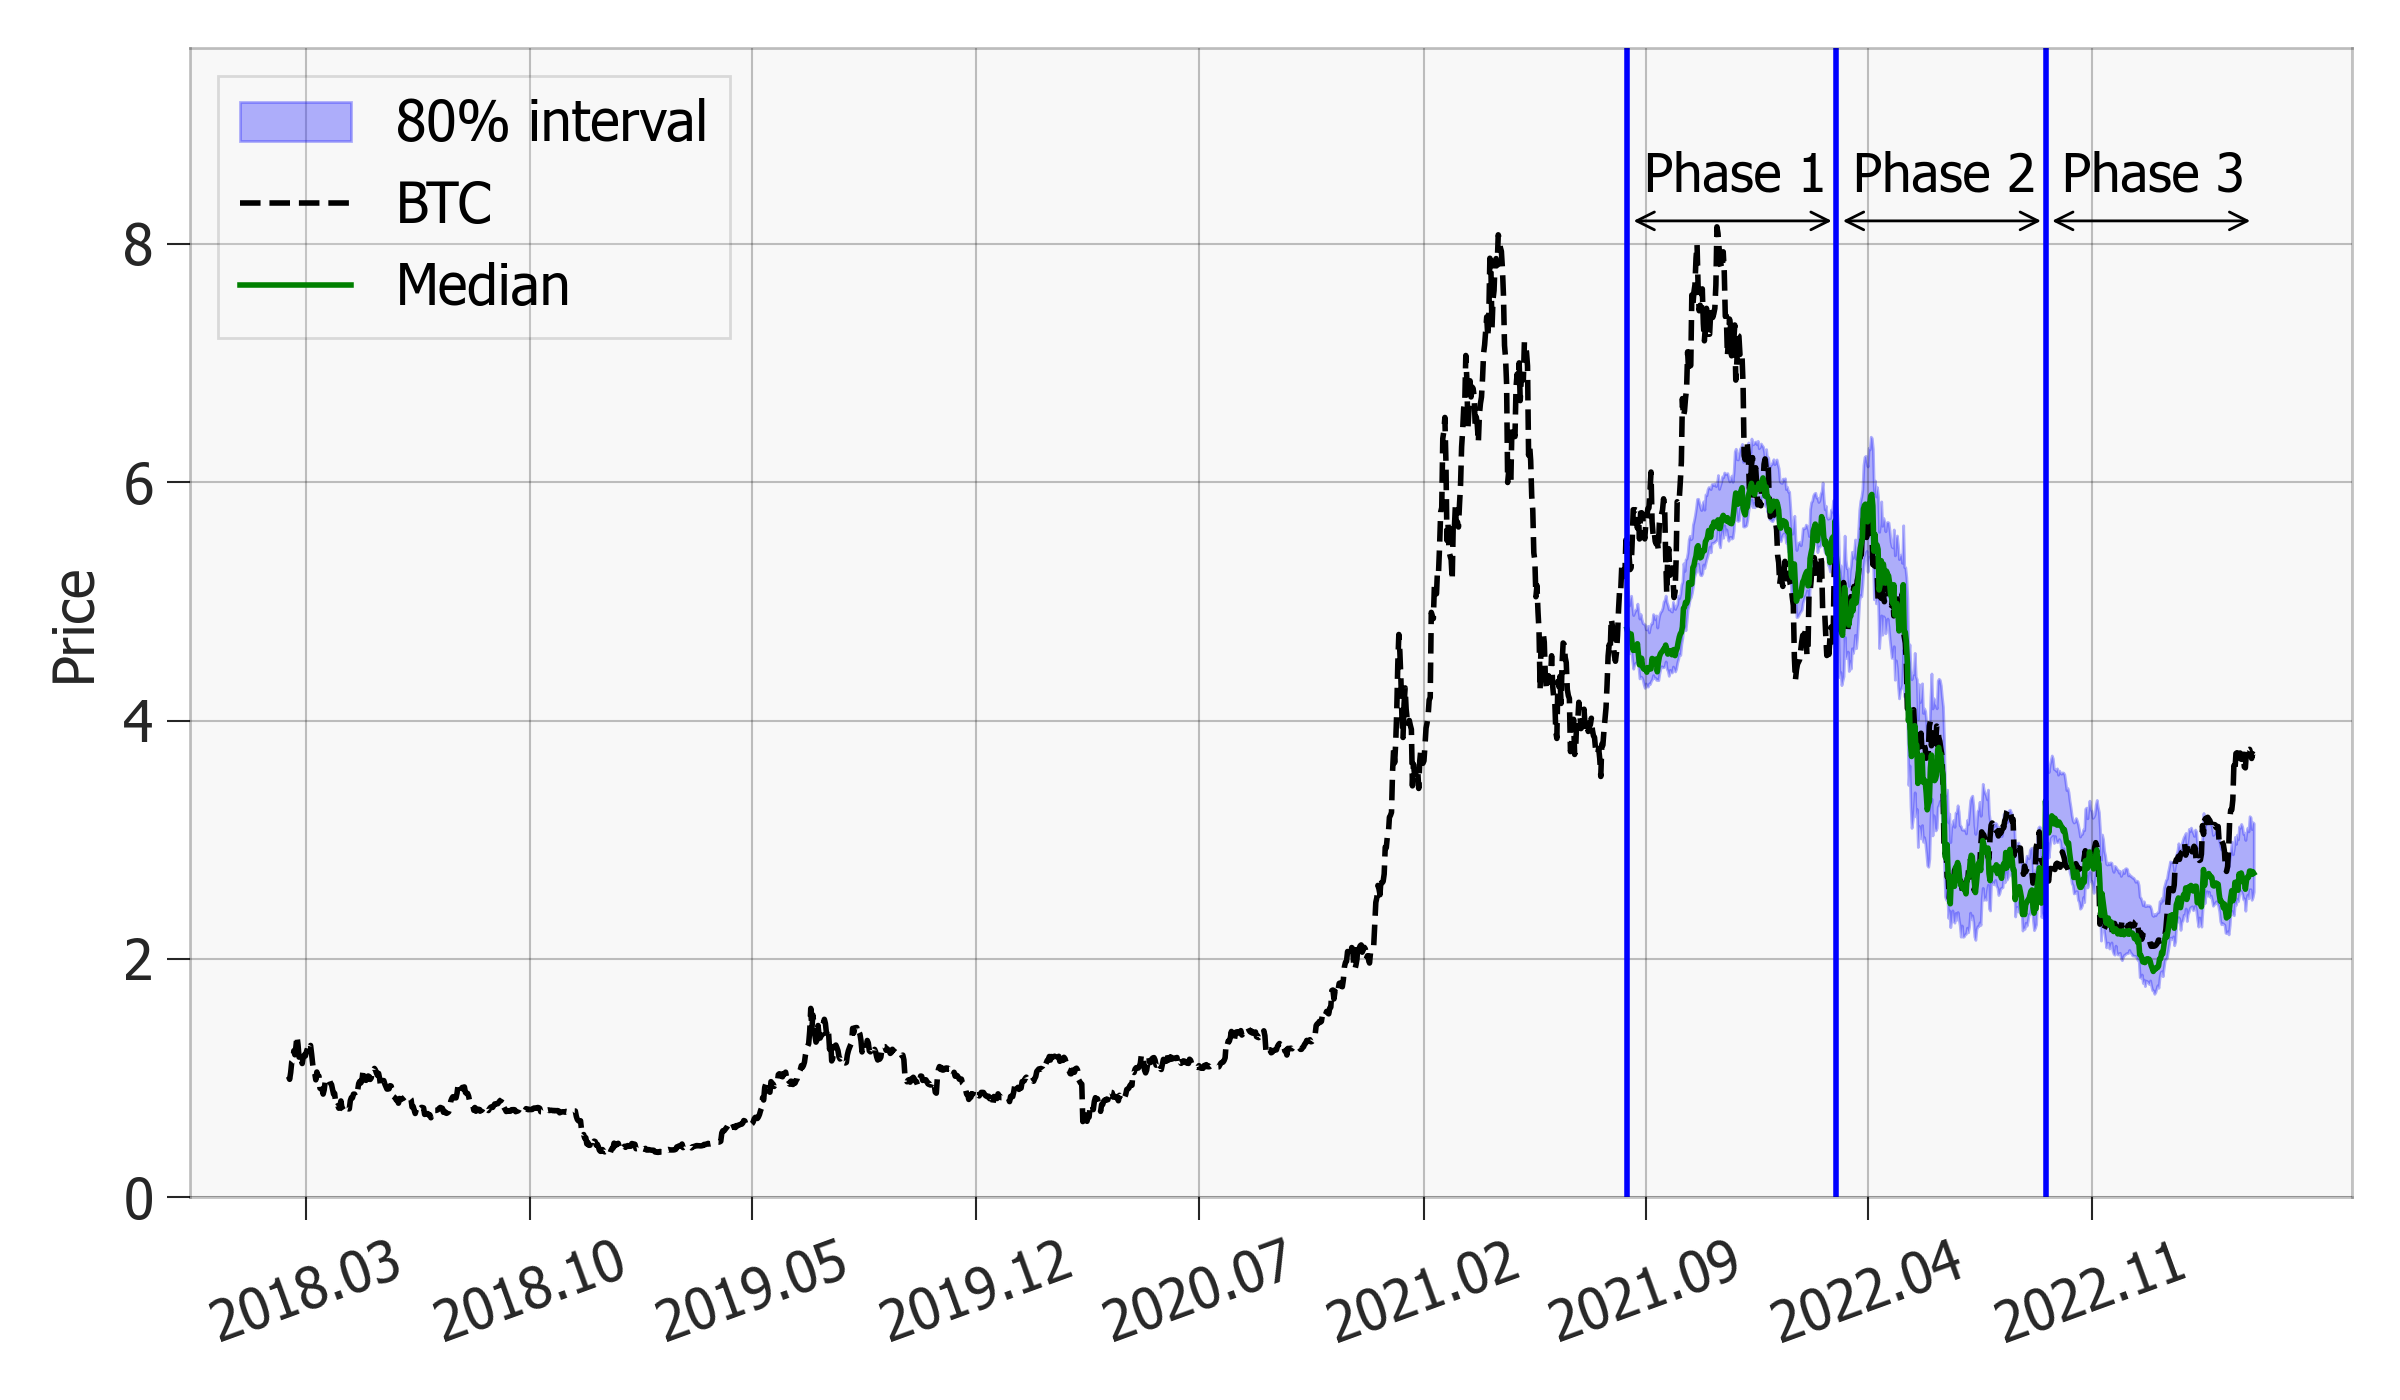 80% interval
BTC
Median
Phase 1
Phase 2
Phase 3
Price
8
6
4
2
0
2018.03
2018.10
2019.05
2019.12
2020.07
2021.02
2021.09
2022.04
2022.11